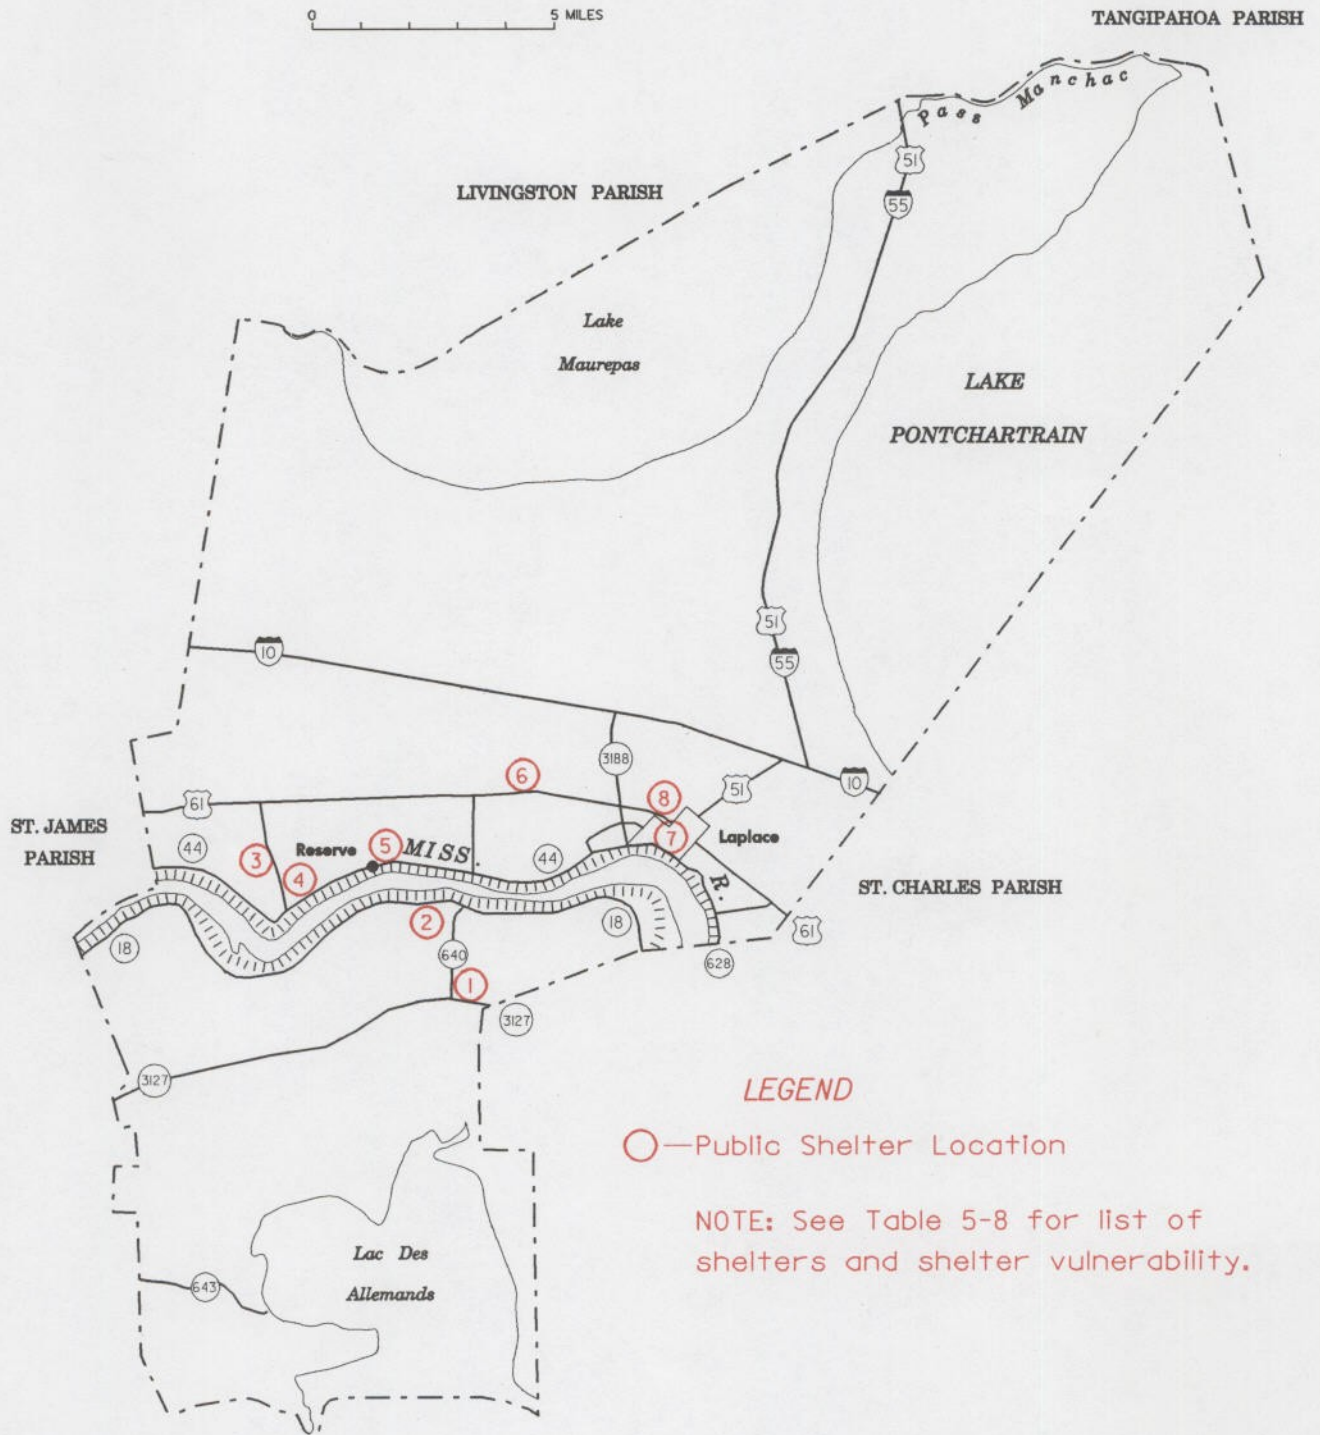 0 5 MILES
TANGIPAHOA PARISH
Pass Manchac
51
LIVINGSTON PARISH
55
Lake
Maurepas
LAKE
PONTCHARTRAIN
51
10
55
3188
6
51
10
61
8
ST. JAMES
PARISH
44
3
Reserve
5
MISS.
44
7
Laplace
4
R.
ST. CHARLES PARISH
18
2
18
61
640
628
1
3127
3127
LEGEND
Public Shelter Location
NOTE: See Table 5-8 for list of
shelters and shelter vulnerability.
Lac Des
Allemands
643